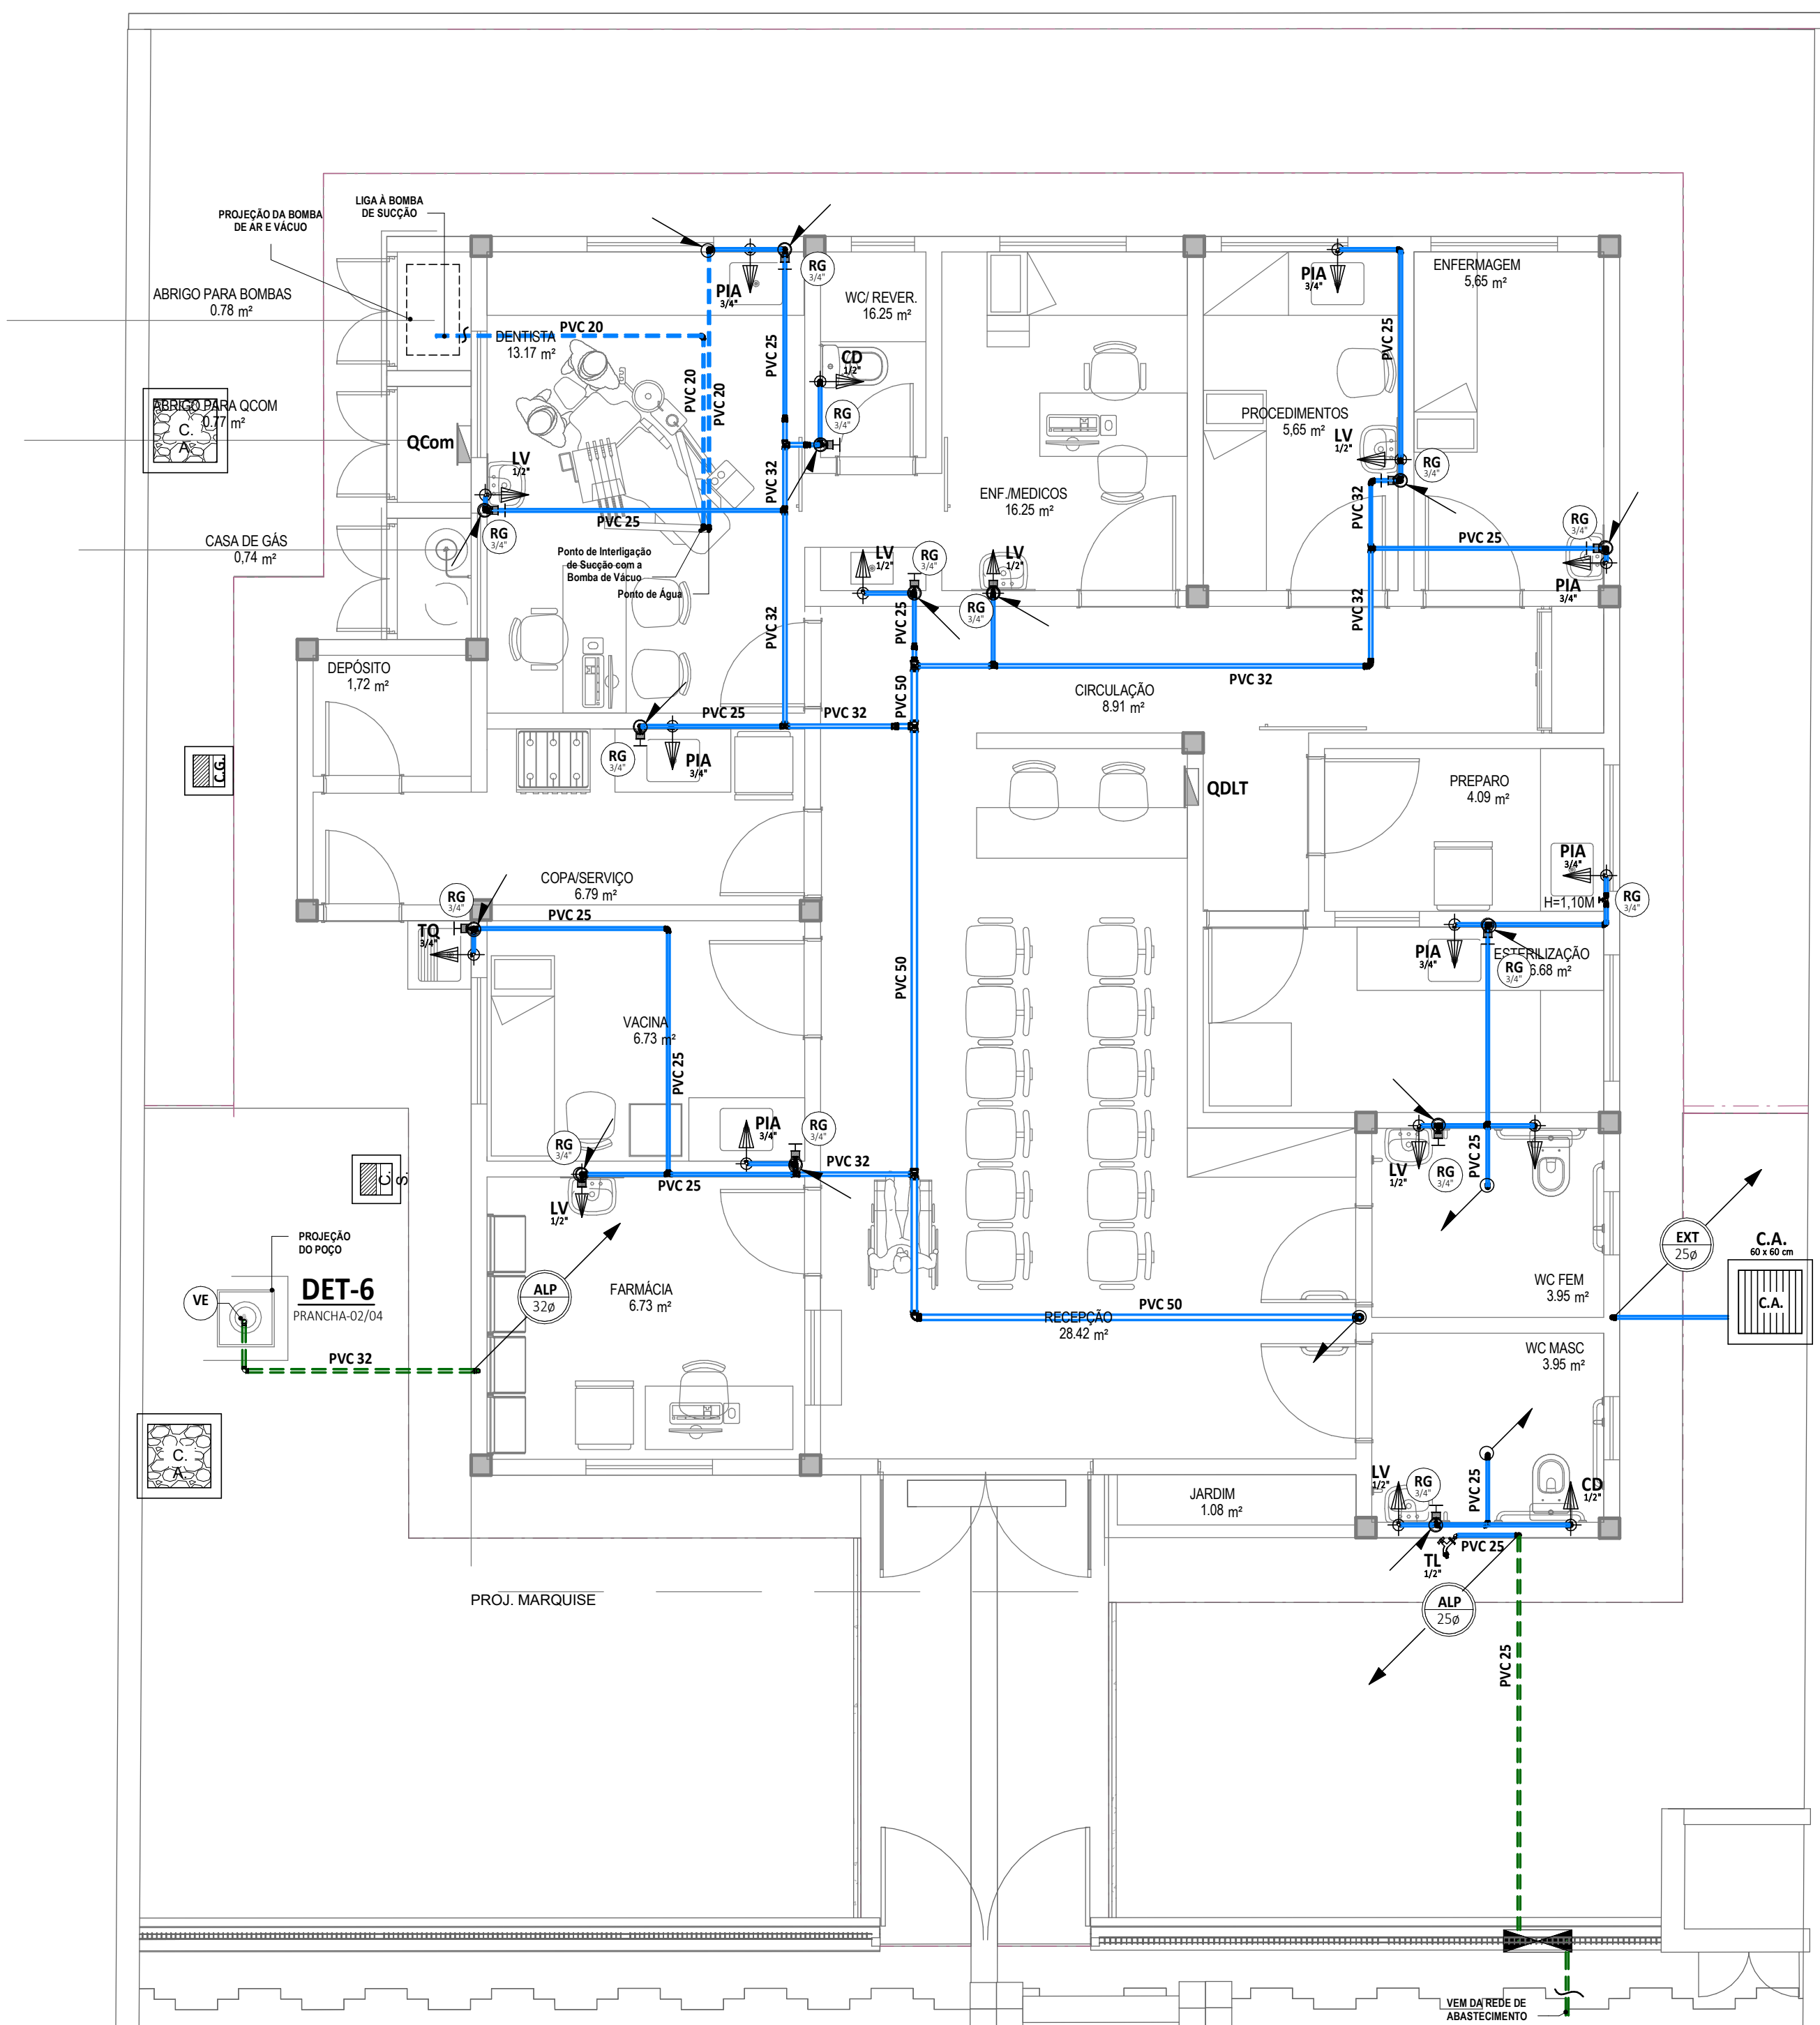 LIGA À BOMBA
DE SUCÇÃO
PROJEÇÃO DA BOMBA
DE AR E VÁCUO
ABRIGO PARA BOMBAS
0.78 m²
PVC 20
DENTISTA
13.17 m²
PIA
3/4"
RG
3/4"
WC/ REVER.
16.25 m²
PIA
3/4"
ENFERMAGEM
5,65 m²
PVC 25
PVC 25
CD
1/2"
PVC 20
PVC 20
RG
3/4"
ABRIGO PARA QCOM
0.77 m²
C.
A.
QCom
LV
1/2"
PROCEDIMENTOS
5,65 m²
LV
1/2"
RG
3/4"
PVC 32
PVC 32
ENF./MEDICOS
16.25 m²
PVC 25
RG
3/4"
RG
3/4"
PVC 25
CASA DE GÁS
0,74 m²
Ponto de Interligação
de Sucção com a
Bomba de Vácuo
Ponto de Água
LV
1/2"
RG
3/4"
LV
1/2"
RG
3/4"
PIA
3/4"
PVC 25
PVC 32
PVC 32
DEPÓSITO
1,72 m²
PVC 50
PVC 32
CIRCULAÇÃO
8.91 m²
PVC 25
PVC 32
RG
3/4"
PIA
3/4"
C.G.
QDLT
PREPARO
4.09 m²
PIA
3/4"
RG
3/4"
H=1,10M
COPA/SERVIÇO
6.79 m²
RG
3/4"
PVC 25
TQ
3/4"
PIA
3/4"
ESTERILIZAÇÃO
6.68 m²
RG
3/4"
PVC 50
VACINA
6.73 m²
PVC 25
PIA
3/4"
RG
3/4"
RG
3/4"
PVC 32
PVC 25
C.
S.
LV
1/2"
PVC 25
LV
1/2"
RG
3/4"
PROJEÇÃO
DO POÇO
VE
DET-6
PRANCHA-02/04
ALP
32ø
FARMÁCIA
6.73 m²
PVC 32
PVC 50
RECEPÇÃO
28.42 m²
WC FEM
3.95 m²
EXT
25ø
C.A.
60 x 60 cm
C.A.
WC MASC
3.95 m²
C.
A.
JARDIM
1.08 m²
LV
1/2"
RG
3/4"
PVC 25
CD
1/2"
PVC 25
TL
1/2"
ALP
25ø
PROJ. MARQUISE
PVC 25
VEM DA REDE DE
ABASTECIMENTO